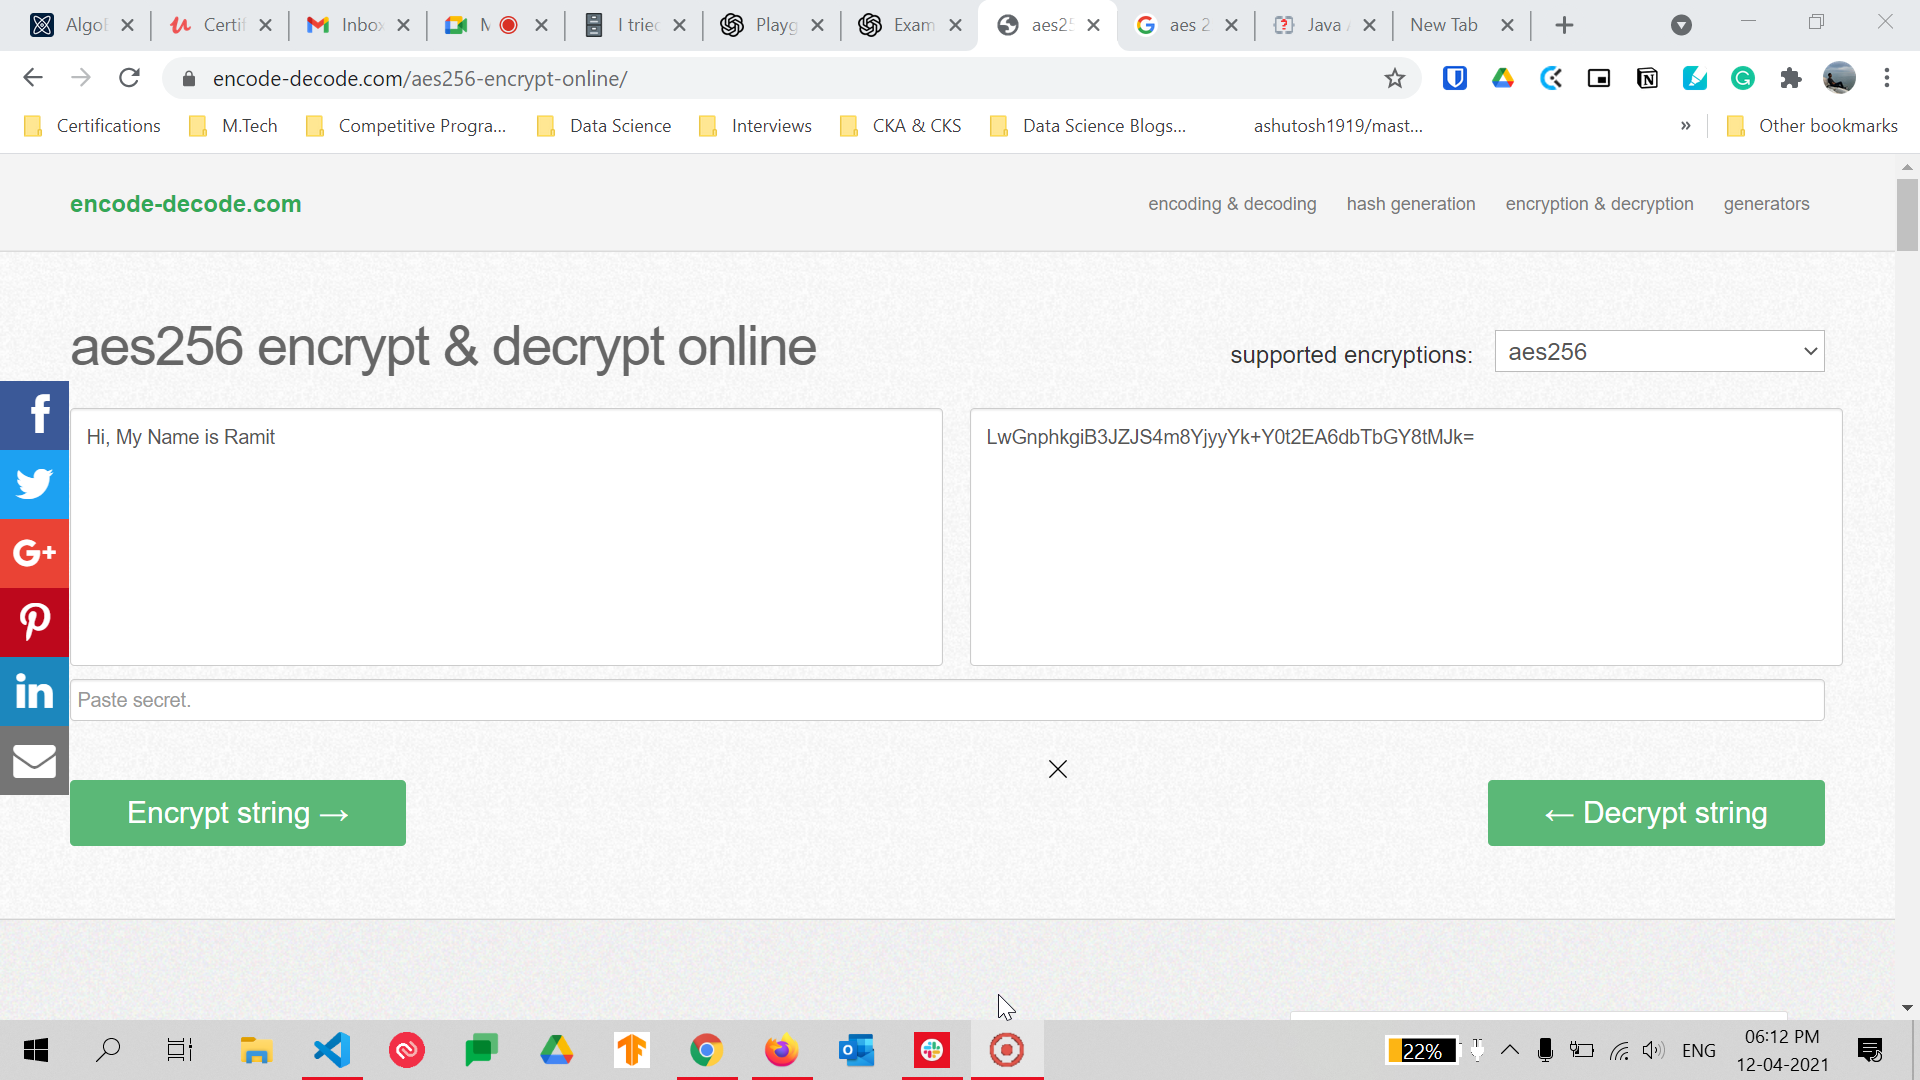 Algo
Certif
Inbox
M
I tried
Playg
Exam
aes25
aes 2
Java
New Tab
encode-decode.com/aes256-encrypt-online/
Certifications
M.Tech
Competitive Progra...
Data Science
Interviews
CKA & CKS
Data Science Blogs...
ashutosh1919/mast...
»
Other bookmarks
encode-decode.com
encoding & decoding
hash generation
encryption & decryption
generators
aes256 encrypt & decrypt online
supported encryptions:
aes256
Hi, My Name is Ramit
LwGnphkgiB3JZJS4m8YjyyYk+Y0t2EA6dbTbGY8tMJk=
Paste secret.
Encrypt string →
← Decrypt string
22%
ENG
06:12 PM
12-04-2021